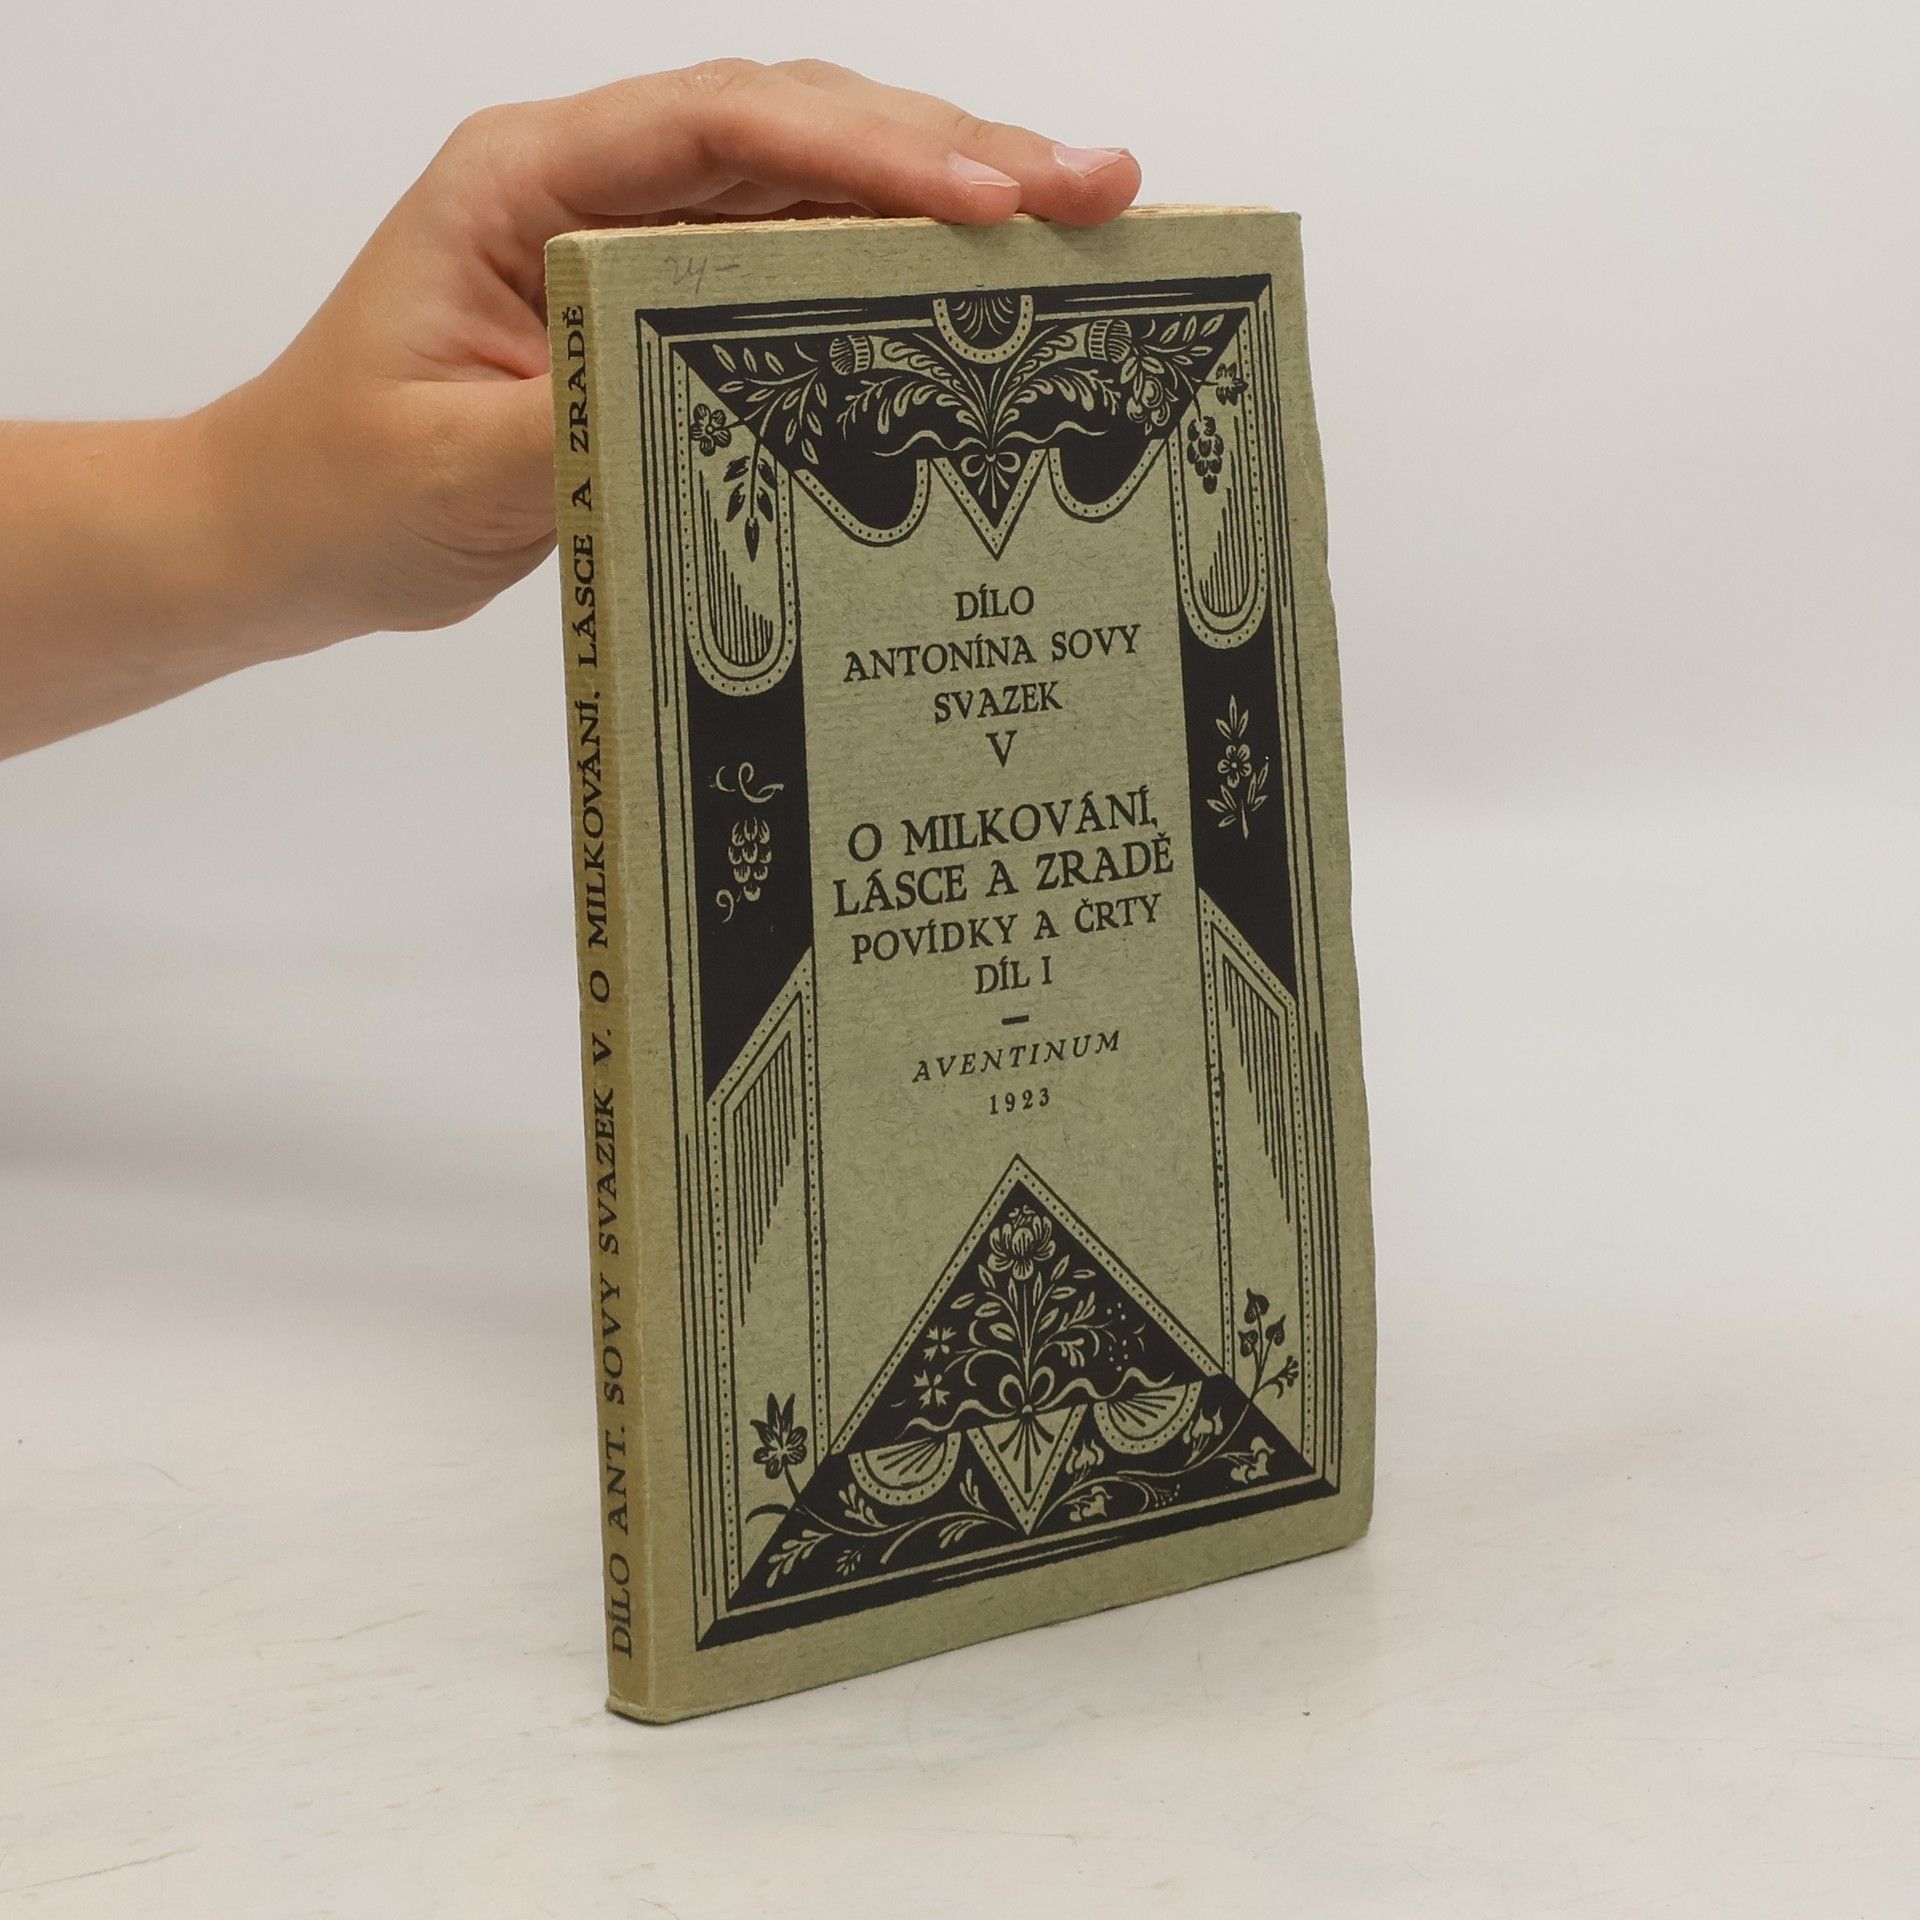 DÍLO ANT. SOVY SVAZEK V. O MILKOVÁNÍ, LÁSCE A ZRADĚ
DÍLO
ANTONÍNA SOVY
SVAZEK
V
O MILKOVÁNÍ,
LÁSCE A ZRADĚ
POVÍDKY A ČRTY
DÍL I
AVENTINUM
1923